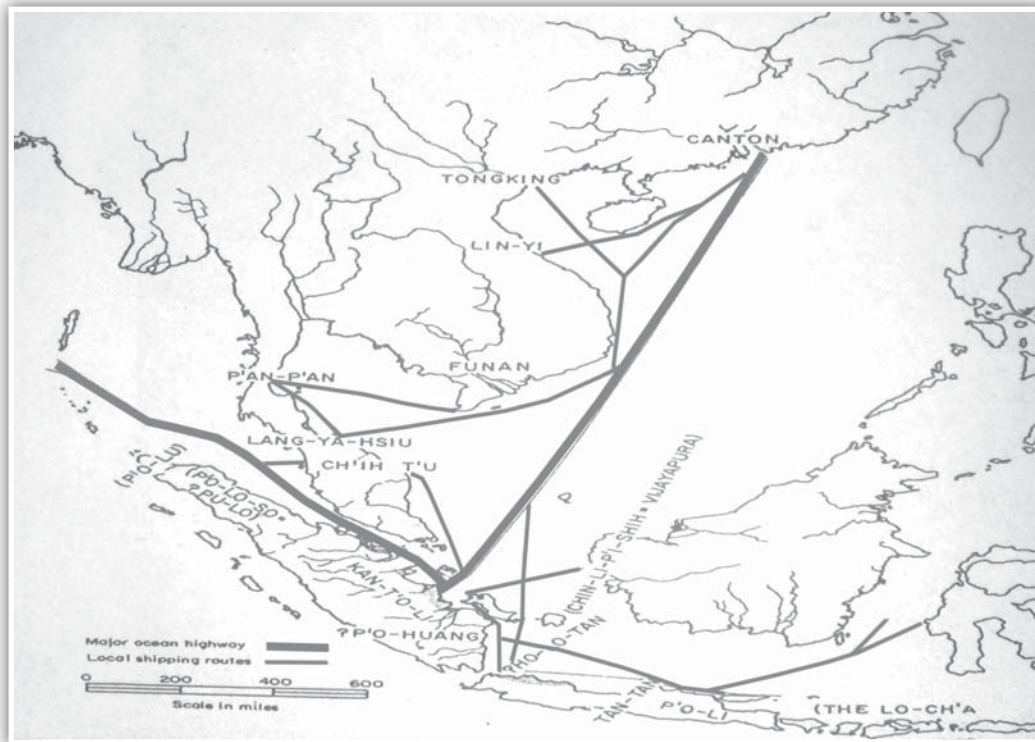 CANTON
TONGKING
LIN-YI
FUNAN
P'AN-P'AN
LANG-YA-HSIU
CH'IH T'U
(PO-LO-SO=
?PU-LO)
KAN-T'O-LI
(CHIN-LI-P'I-SHIH=VIJAYAPURA)
?P'O-HUANG
HO-LO-TAN
TAN-TAN
P'O-LI
(THE LO-CH'A
Major ocean highway
Local shipping routes
0 200 400 600
Scale in miles